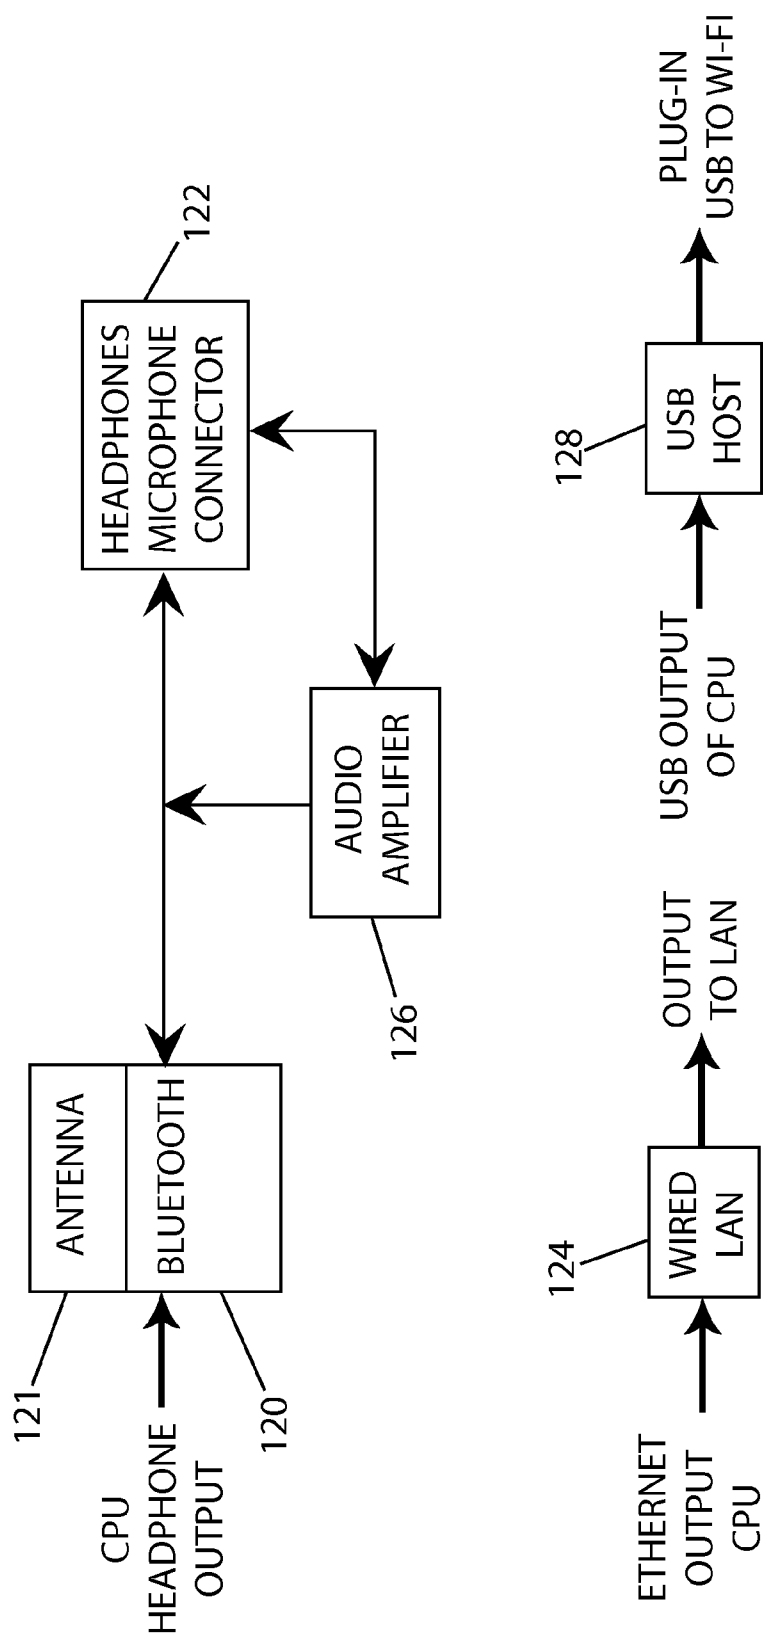 121
ANTENNA
BLUETOOTH
120
CPU
HEADPHONE
OUTPUT
126
AUDIO
AMPLIFIER
122
HEADPHONES
MICROPHONE
CONNECTOR
124
WIRED
LAN
ETHERNET
OUTPUT
CPU
OUTPUT
TO LAN
USB OUTPUT
OF CPU
128
USB
HOST
PLUG-IN
USB TO WI-FI